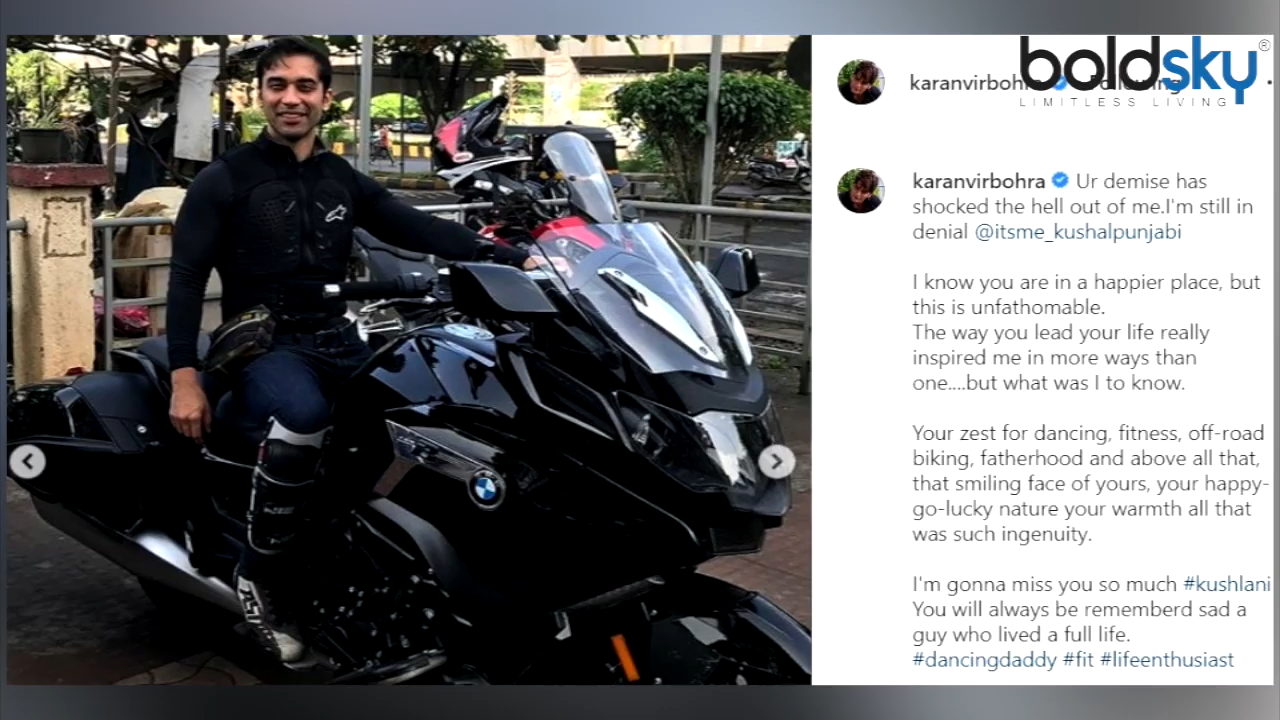 boldsky®
LIMITLESS LIVING
karanvirbohra Following
karanvirbohra Ur demise has
shocked the hell out of me.I'm still in
denial @itsme_kushalpunjabi
I know you are in a happier place, but
this is unfathomable.
The way you lead your life really
inspired me in more ways than
one....but what was I to know.
Your zest for dancing, fitness, off-road
biking, fatherhood and above all that,
that smiling face of yours, your happy-
go-lucky nature your warmth all that
was such ingenuity.
I'm gonna miss you so much #kushlani
You will always be rememberd sad a
guy who lived a full life.
#dancingdaddy #fit #lifeenthusiast
BMW